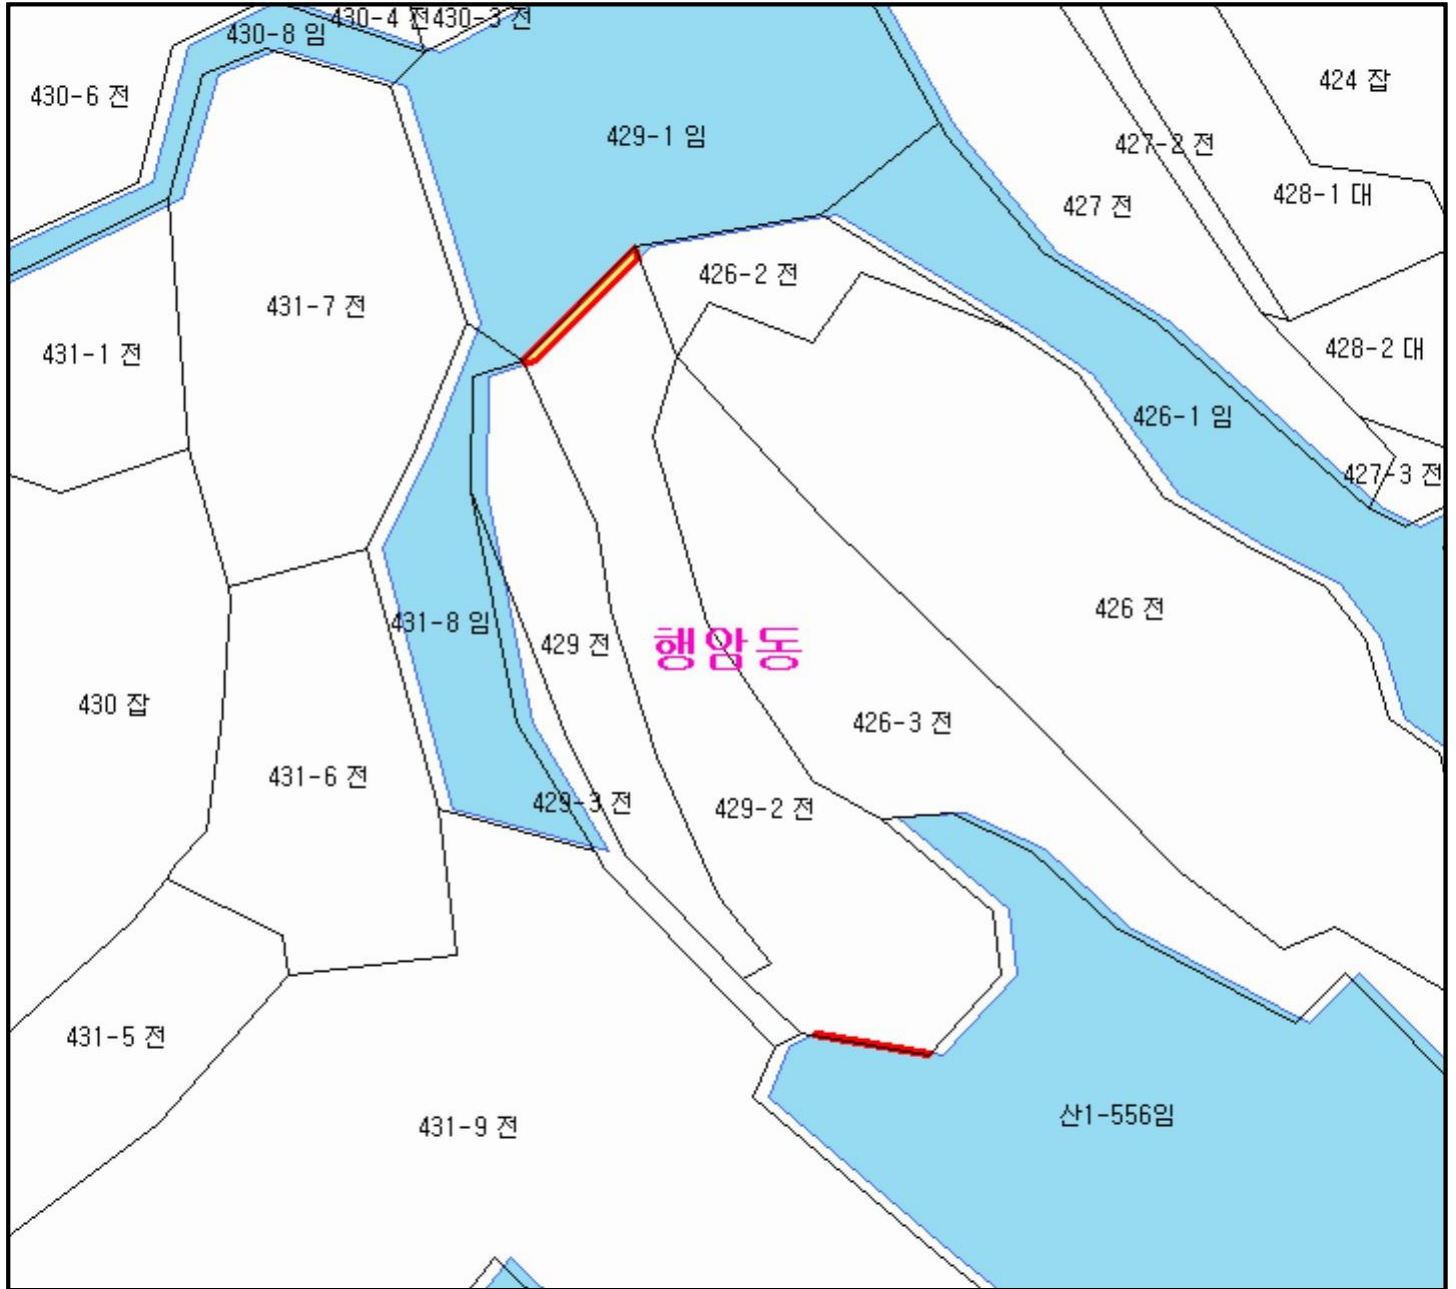 430-4 전
430-3 전
430-8 임
430-6 전
424 잡
429-1 임
427-2 전
428-1 대
427 전
426-2 전
431-7 전
431-1 전
428-2 대
426-1 임
427-3 전
426 전
431-8 임
429 전
행암동
430 잡
426-3 전
431-6 전
429-3 전
429-2 전
431-5 전
산1-556임
431-9 전